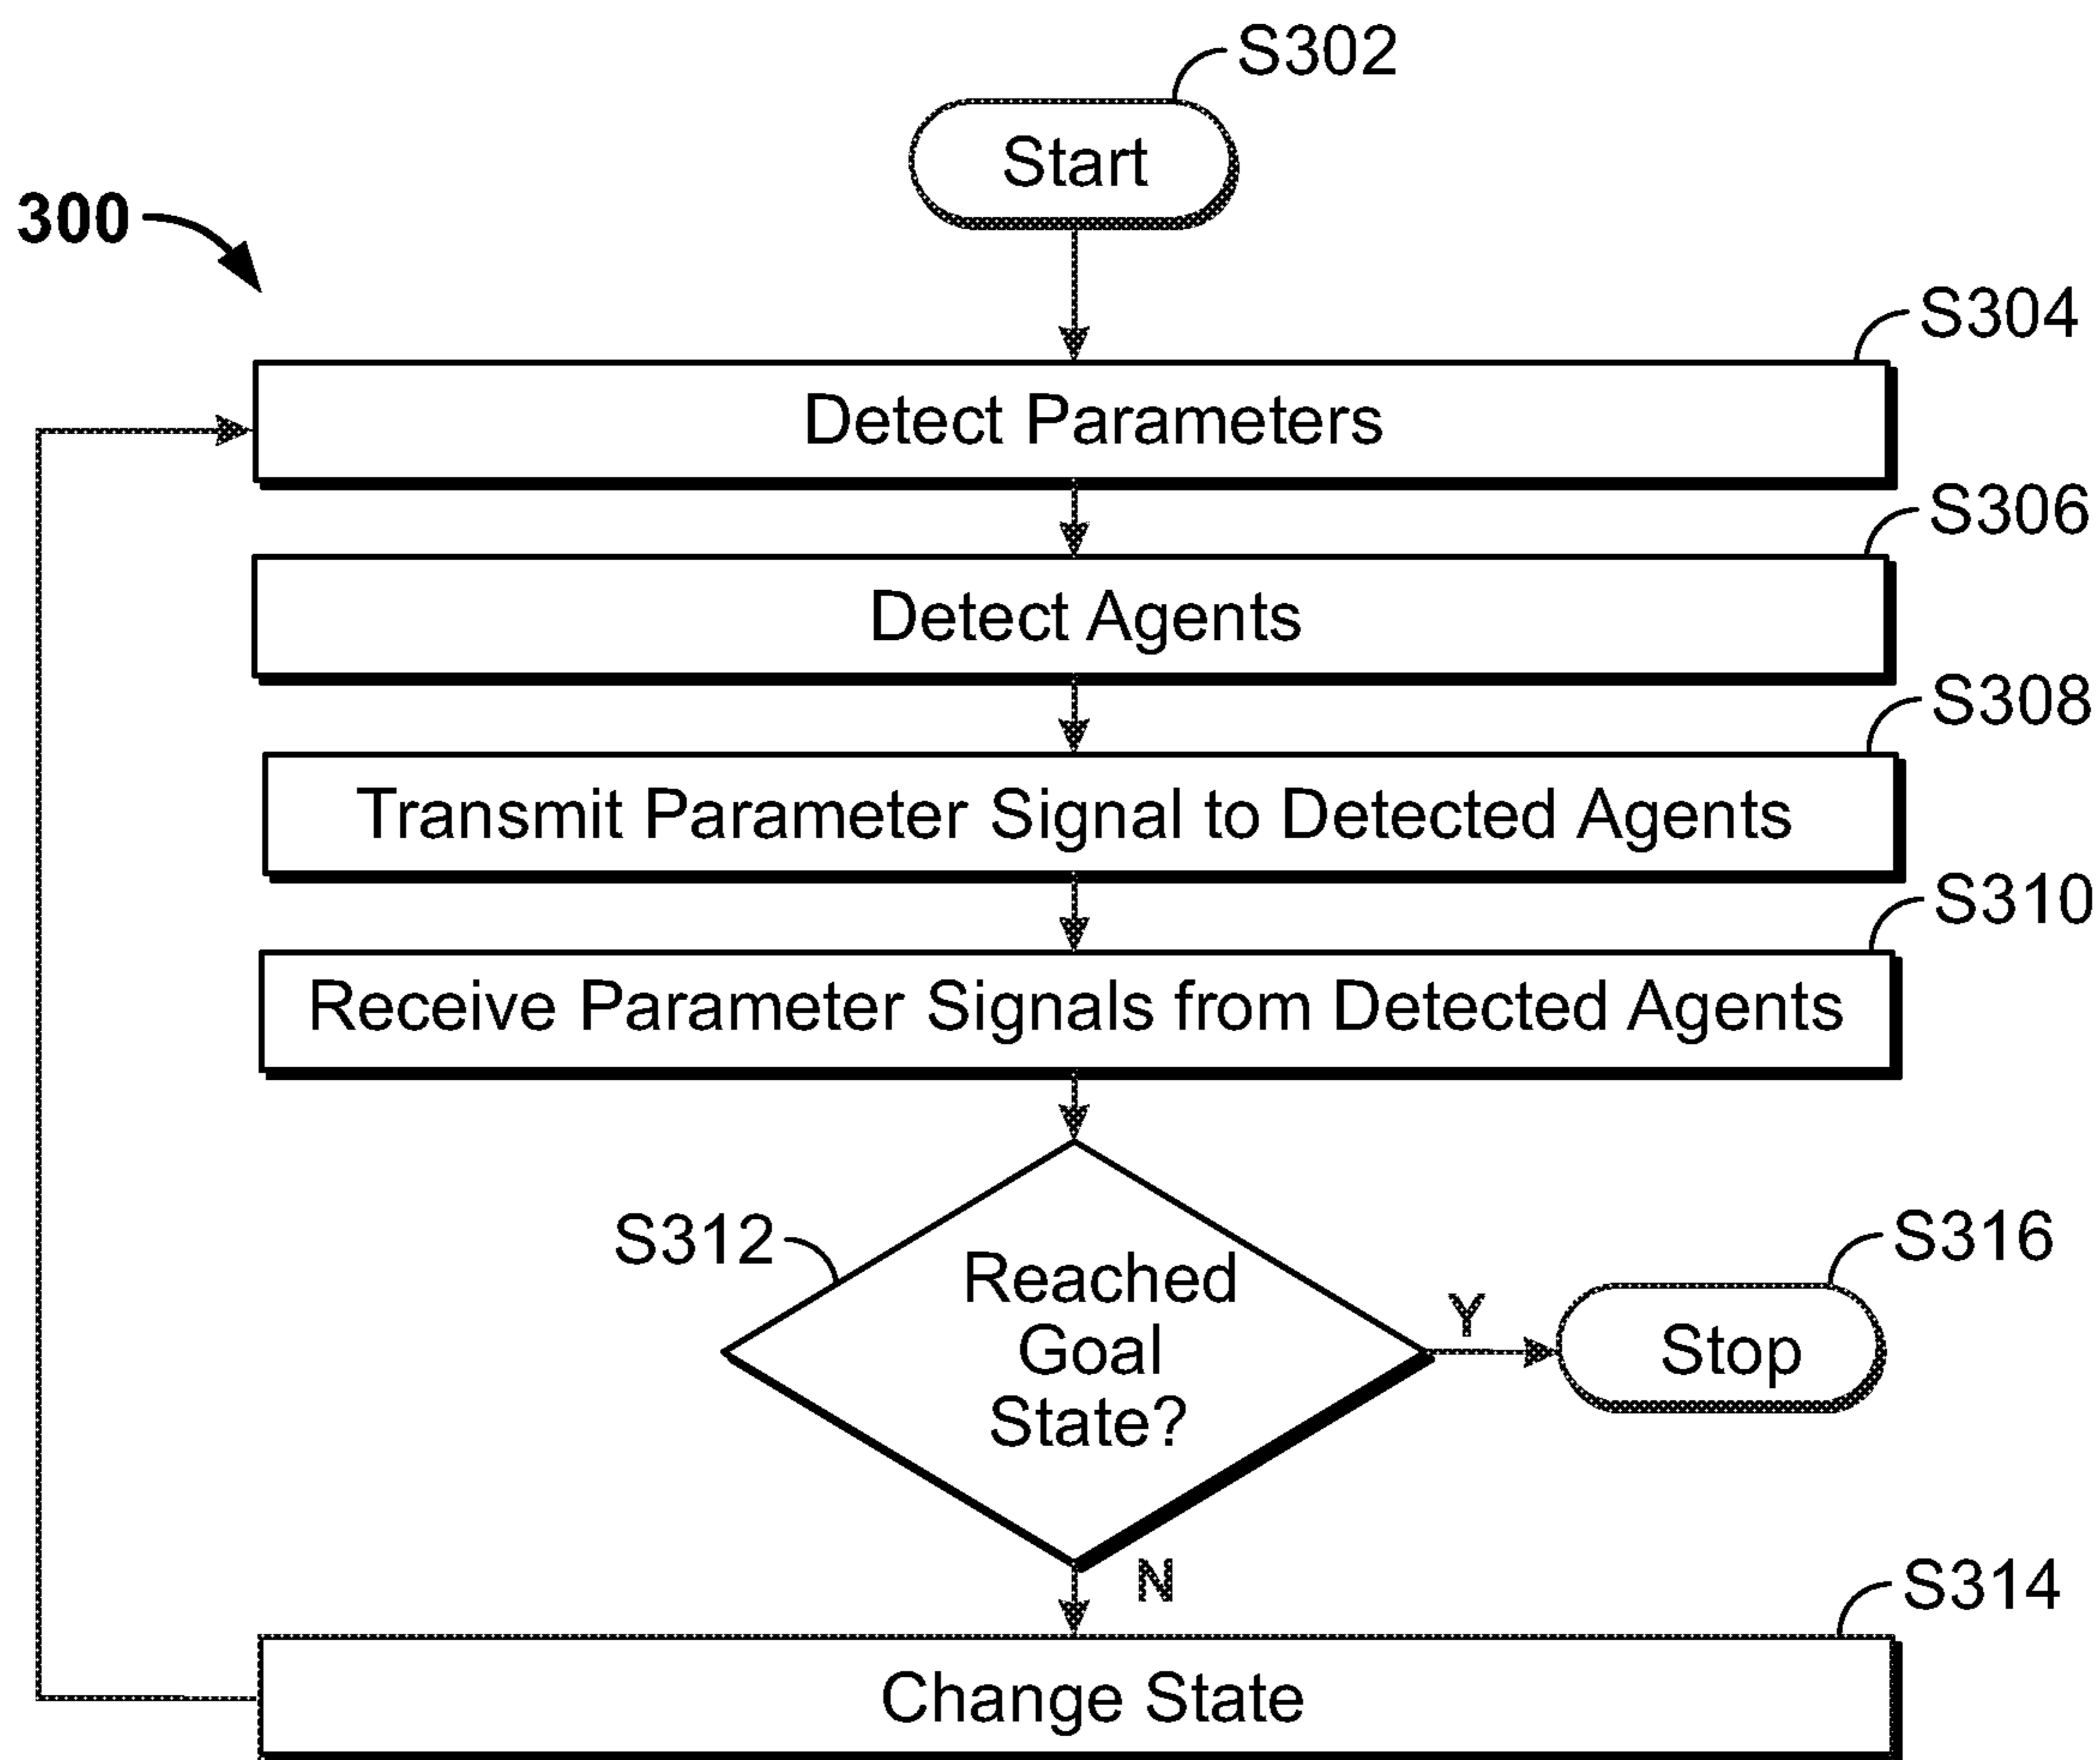 S302
Start
300
S304
Detect Parameters
S306
Detect Agents
S308
Transmit Parameter Signal to Detected Agents
S310
Receive Parameter Signals from Detected Agents
S312
Reached
Goal
State?
Y
S316
Stop
N
S314
Change State